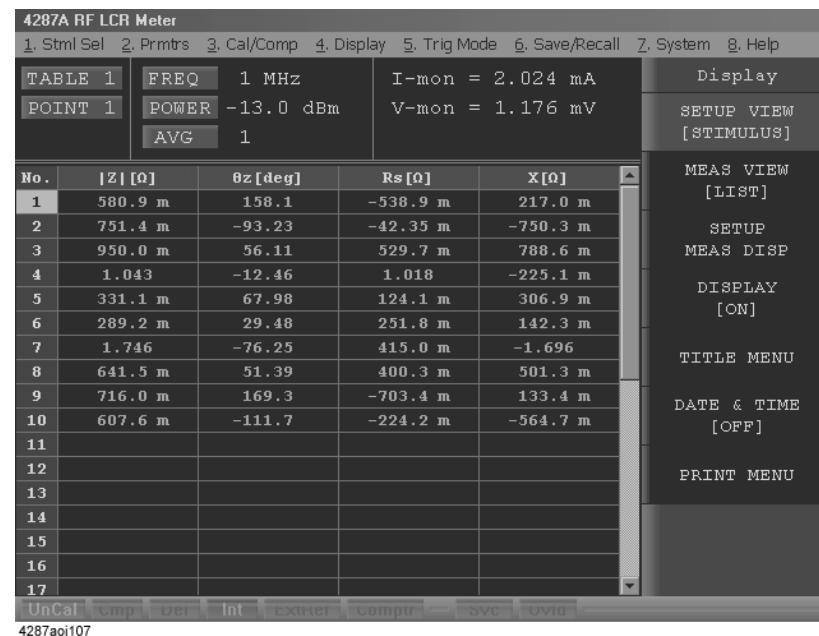 4287A RF LCR Meter
1. Stml Sel 2. Prmtrs 3. Cal/Comp 4. Display 5. Trig Mode 6. Save/Recall 7. System 8. Help
TABLE 1 FREQ 1 MHz I-mon = 2.024 mA
POINT 1 POWER -13.0 dBm V-mon = 1.176 mV
AVG 1
No. |Z|[Ω] θz[deg] Rs[Ω] X[Ω]
1 580.9 m 158.1 -538.9 m 217.0 m
2 751.4 m -93.23 -42.35 m -750.3 m
3 950.0 m 56.11 529.7 m 788.6 m
4 1.043 -12.46 1.018 -225.1 m
5 331.1 m 67.98 124.1 m 306.9 m
6 289.2 m 29.48 251.8 m 142.3 m
7 1.746 -76.25 415.0 m -1.696
8 641.5 m 51.39 400.3 m 501.3 m
9 716.0 m 169.3 -703.4 m 133.4 m
10 607.6 m -111.7 -224.2 m -564.7 m
11
12
13
14
15
16
17
Display
SETUP VIEW
[STIMULUS]
MEAS VIEW
[LIST]
SETUP
MEAS DISP
DISPLAY
[ON]
TITLE MENU
DATE & TIME
[OFF]
PRINT MENU
UnCal Cmp Del Int ExtRef Comptr Svc Ovld
4287aoj107